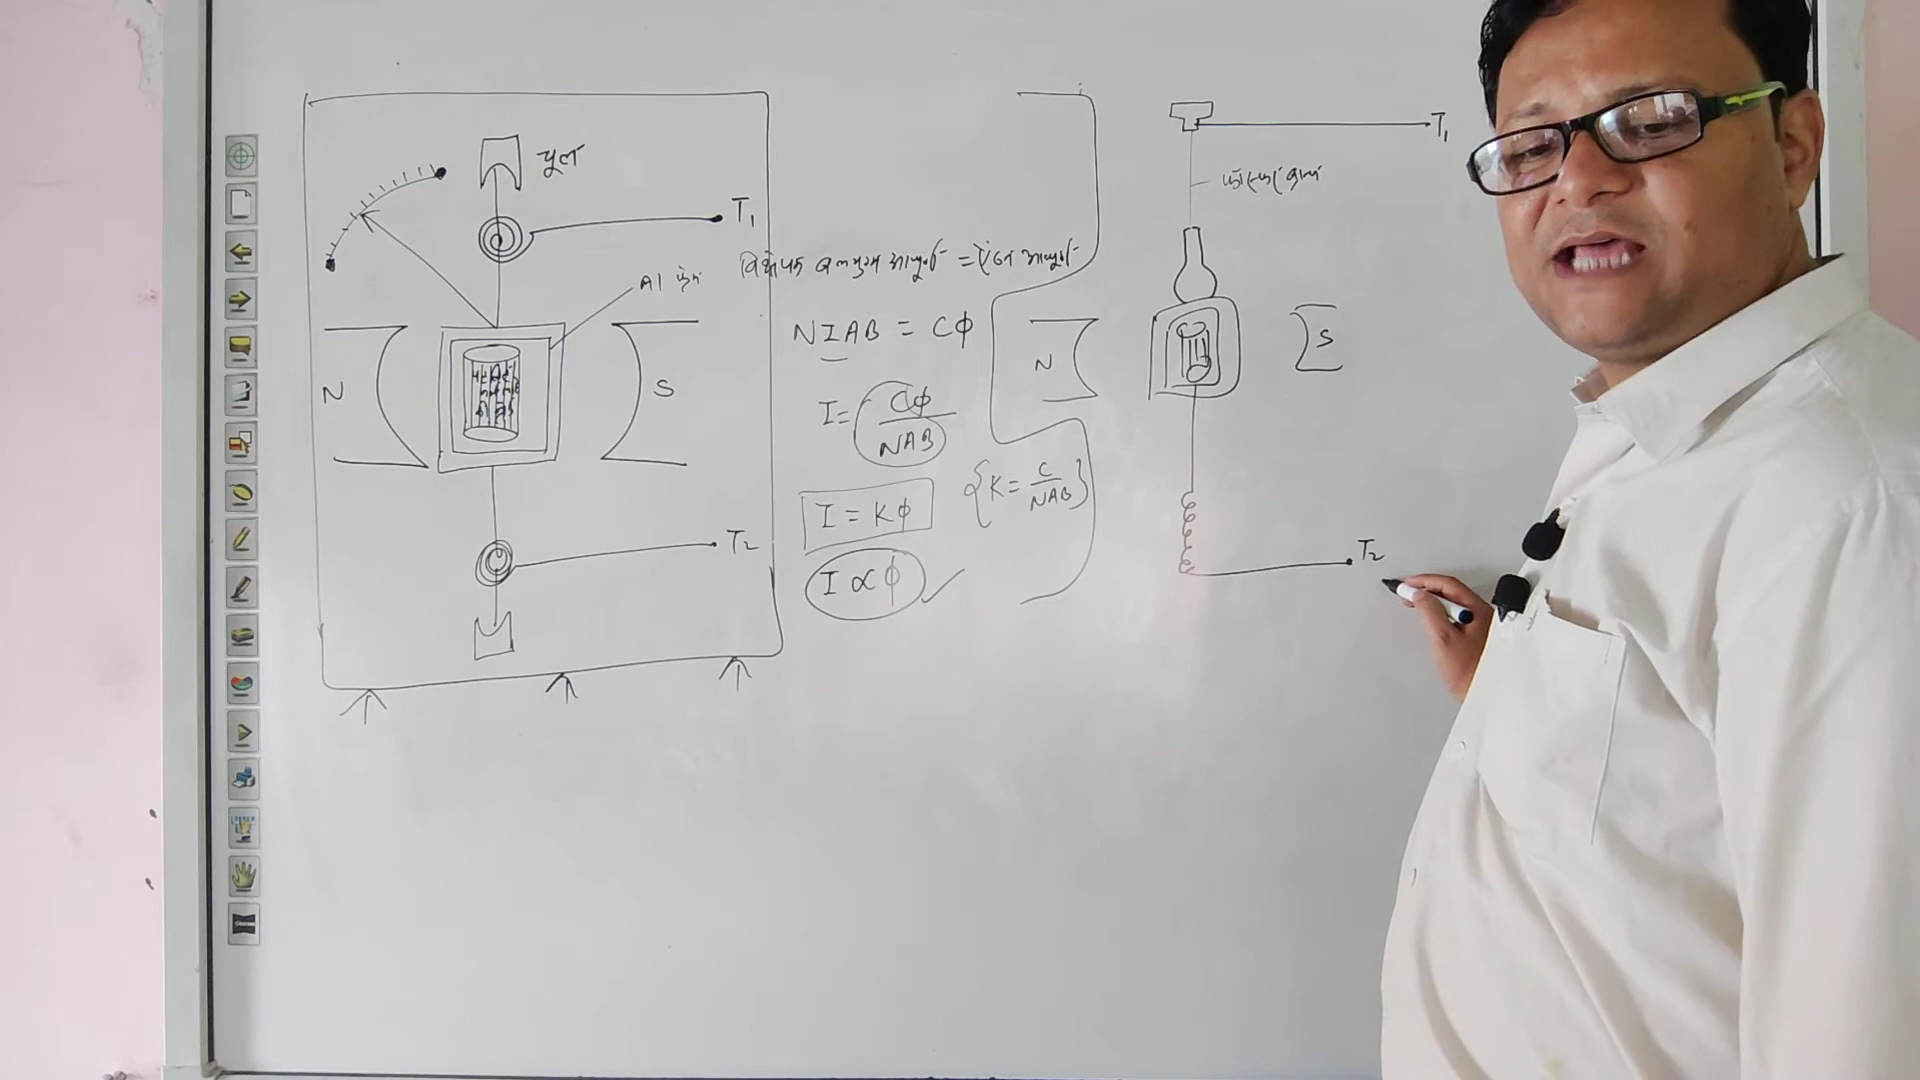 चूल
T₁
Al फ्रेम
N
S
T₂
विक्षेपक बलयुग्म आघूर्ण = ऐंठन आघूर्ण
NIAB = Cϕ
I = Cϕ/NAB
I = Kϕ
{K = C/NAB}
I ∝ ϕ
T₁
N
S
T₂